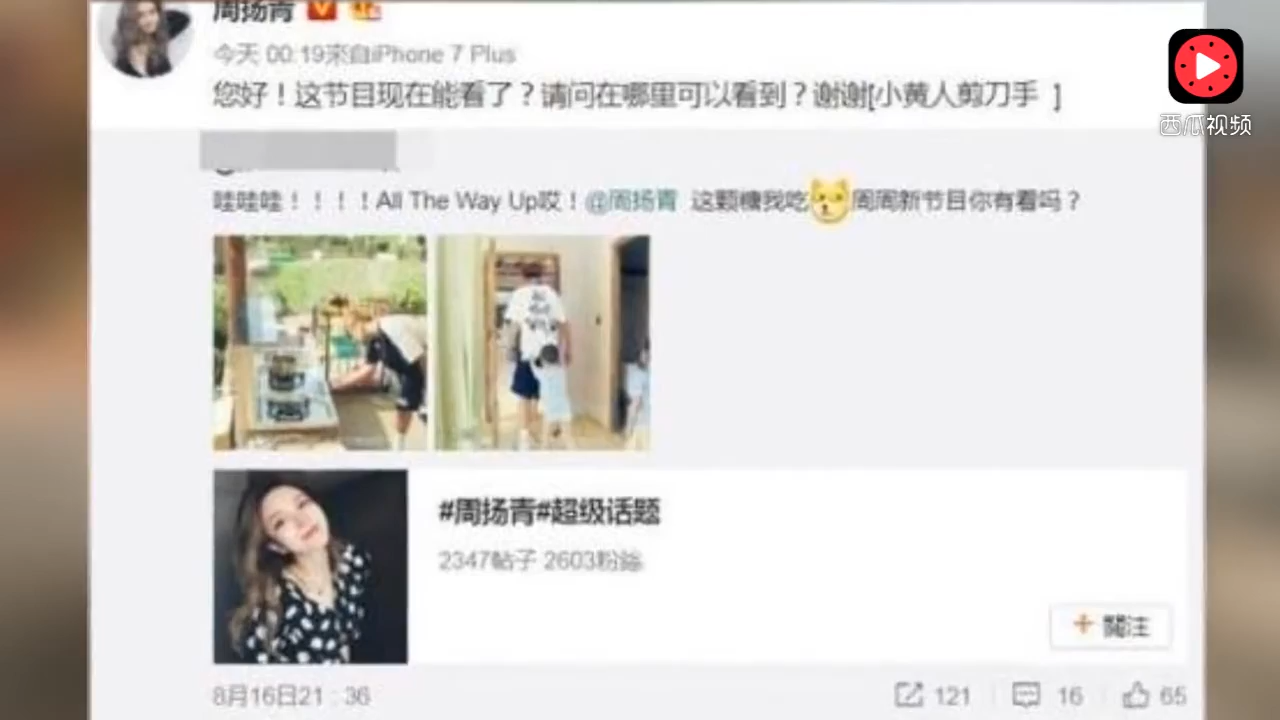 周扬青
今天 00:19来自iPhone 7 Plus
您好！这节目现在能看了？请问在哪里可以看到？谢谢[小黄人剪刀手 ]
西瓜视频
哇哇哇！！！！All The Way Up哎！@周扬青 这颗糖我吃 周周新节目你有看吗？
#周扬青#超级话题
2347帖子 2603粉絲
+ 關注
8月16日21：36
121 16 65